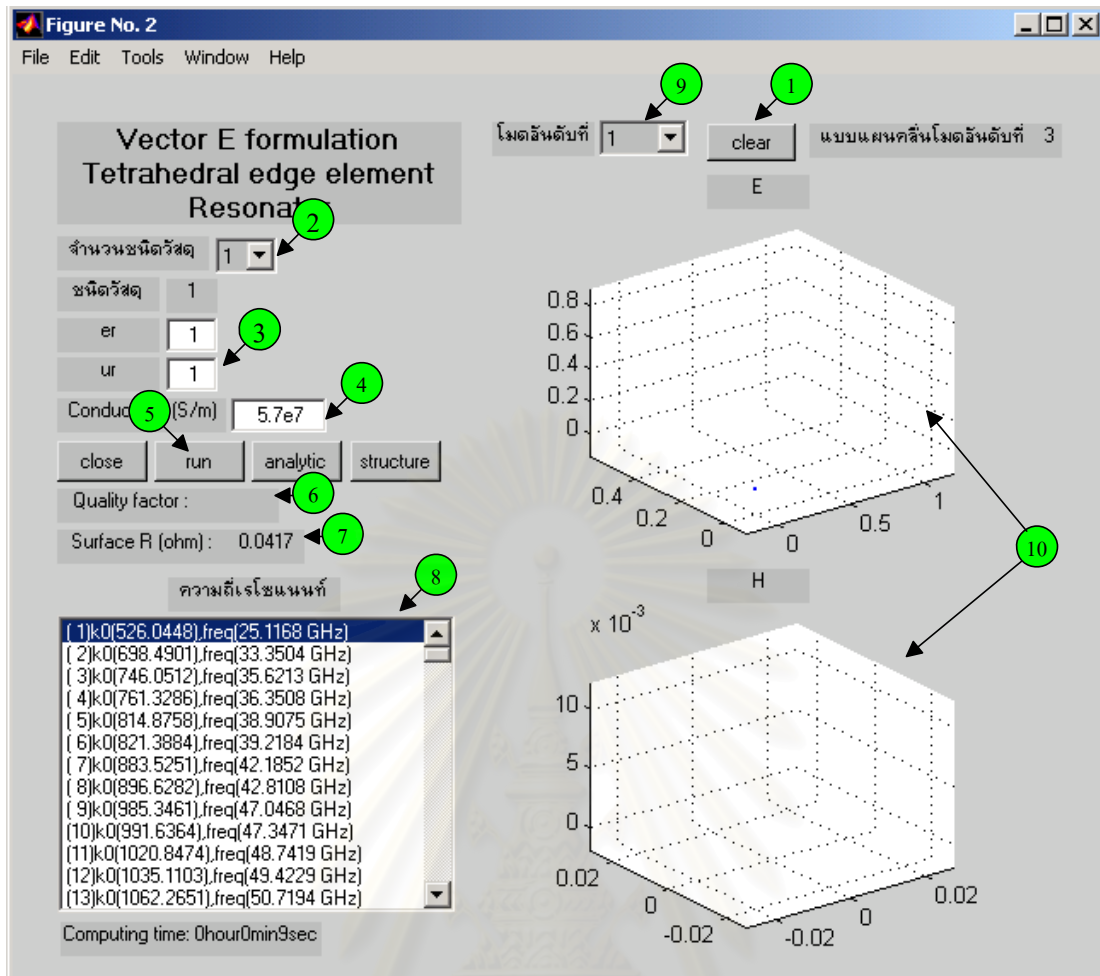 Figure No. 2
File Edit Tools Window Help
9
1
โมดอันดับที่ 1
clear
แบบแผนคลื่นโมดอันดับที่ 3
Vector E formulation
Tetrahedral edge element
E
2
จำนวนชนิดวัสดุ 1
ชนิดวัสดุ 1
er 1
3
ur 1
4
(S/m) 5.7e7
5
close run analytic structure
Quality factor :
6
Surface R (ohm) : 0.0417
7
ความถี่เรโซแนนท์
8
( 1)k0(526.0448),freq(25.1168 GHz)
( 2)k0(698.4901),freq(33.3504 GHz)
( 3)k0(746.0512),freq(35.6213 GHz)
( 4)k0(761.3286),freq(36.3508 GHz)
( 5)k0(814.8758),freq(38.9075 GHz)
( 6)k0(821.3884),freq(39.2184 GHz)
( 7)k0(883.5251),freq(42.1852 GHz)
( 8)k0(896.6282),freq(42.8108 GHz)
( 9)k0(985.3461),freq(47.0468 GHz)
(10)k0(991.6364),freq(47.3471 GHz)
(11)k0(1020.8474),freq(48.7419 GHz)
(12)k0(1035.1103),freq(49.4229 GHz)
(13)k0(1062.2651),freq(50.7194 GHz)
Computing time: 0hour0min9sec
0.8
0.6
0.4
0.2
0
0.4
0.2
0
0
0.5
1
10
H
x 10-3
10
5
0
0.02
0
-0.02
-0.02
0
0.02